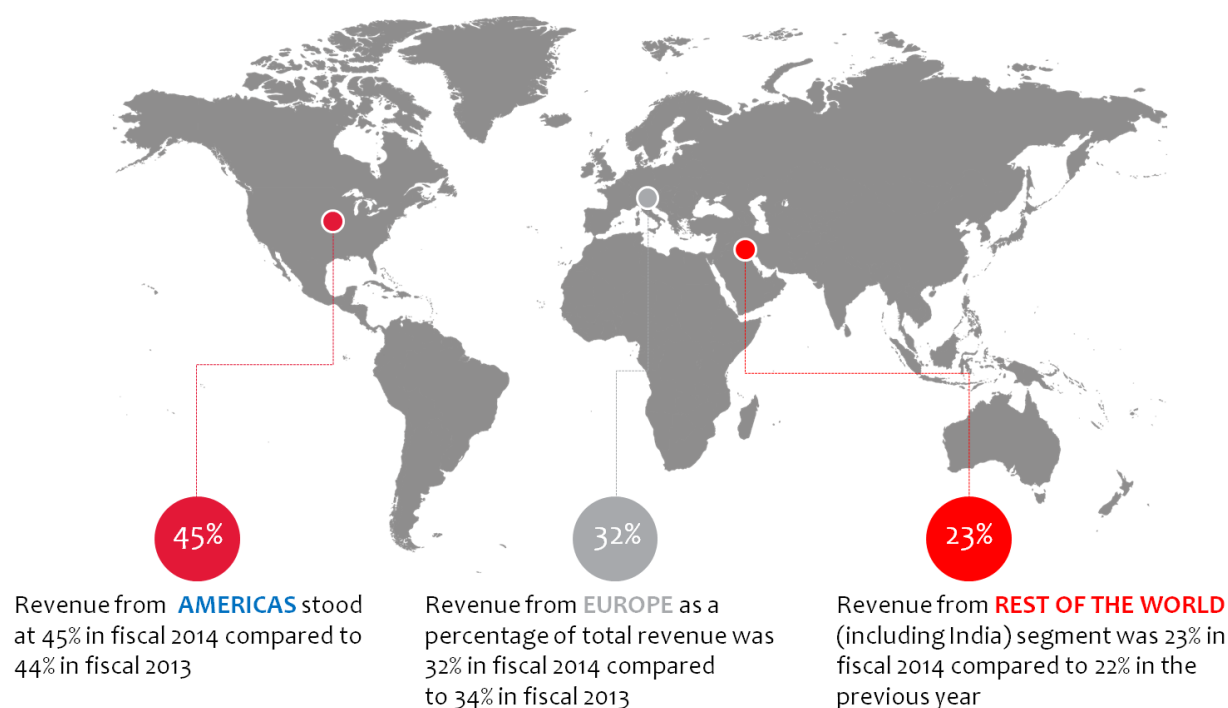 45%
Revenue from AMERICAS stood
at 45% in fiscal 2014 compared to
44% in fiscal 2013
32%
Revenue from EUROPE as a
percentage of total revenue was
32% in fiscal 2014 compared
to 34% in fiscal 2013
23%
Revenue from REST OF THE WORLD
(including India) segment was 23% in
fiscal 2014 compared to 22% in the
previous year